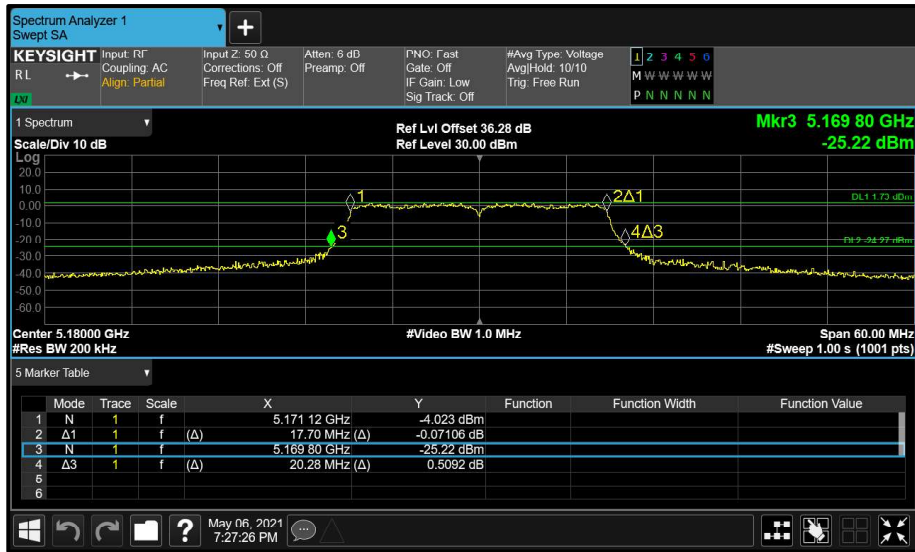 Spectrum Analyzer 1
Swept SA
+
KEYSIGHT Input: RF Input Z: 50 Ω Atten: 6 dB PNO: Fast #Avg Type: Voltage 1 2 3 4 5 6
RL Coupling: AC Corrections: Off Preamp: Off Gate: Off Avg|Hold: 10/10 M W W W W W
Align: Partial Freq Ref: Ext (S) IF Gain: Low Trig: Free Run
LXI Sig Track: Off P N N N N N
1 Spectrum Ref Lvl Offset 36.28 dB Mkr3 5.169 80 GHz
Scale/Div 10 dB Ref Level 30.00 dBm -25.22 dBm
Log
20.0
10.0 1 2Δ1
0.00 DL1 1.73 dBm
-10.0
3 4Δ3
-20.0 DL2 -24.27 dBm
-30.0
-40.0
-50.0
-60.0
Center 5.18000 GHz #Video BW 1.0 MHz Span 60.00 MHz
#Res BW 200 kHz #Sweep 1.00 s (1001 pts)
5 Marker Table
Mode Trace Scale X Y Function Function Width Function Value
1 N 1 f 5.171 12 GHz -4.023 dBm
2 Δ1 1 f (Δ) 17.70 MHz (Δ) -0.07106 dB
3 N 1 f 5.169 80 GHz -25.22 dBm
4 Δ3 1 f (Δ) 20.28 MHz (Δ) 0.5092 dB
5
6
? May 06, 2021
7:27:26 PM